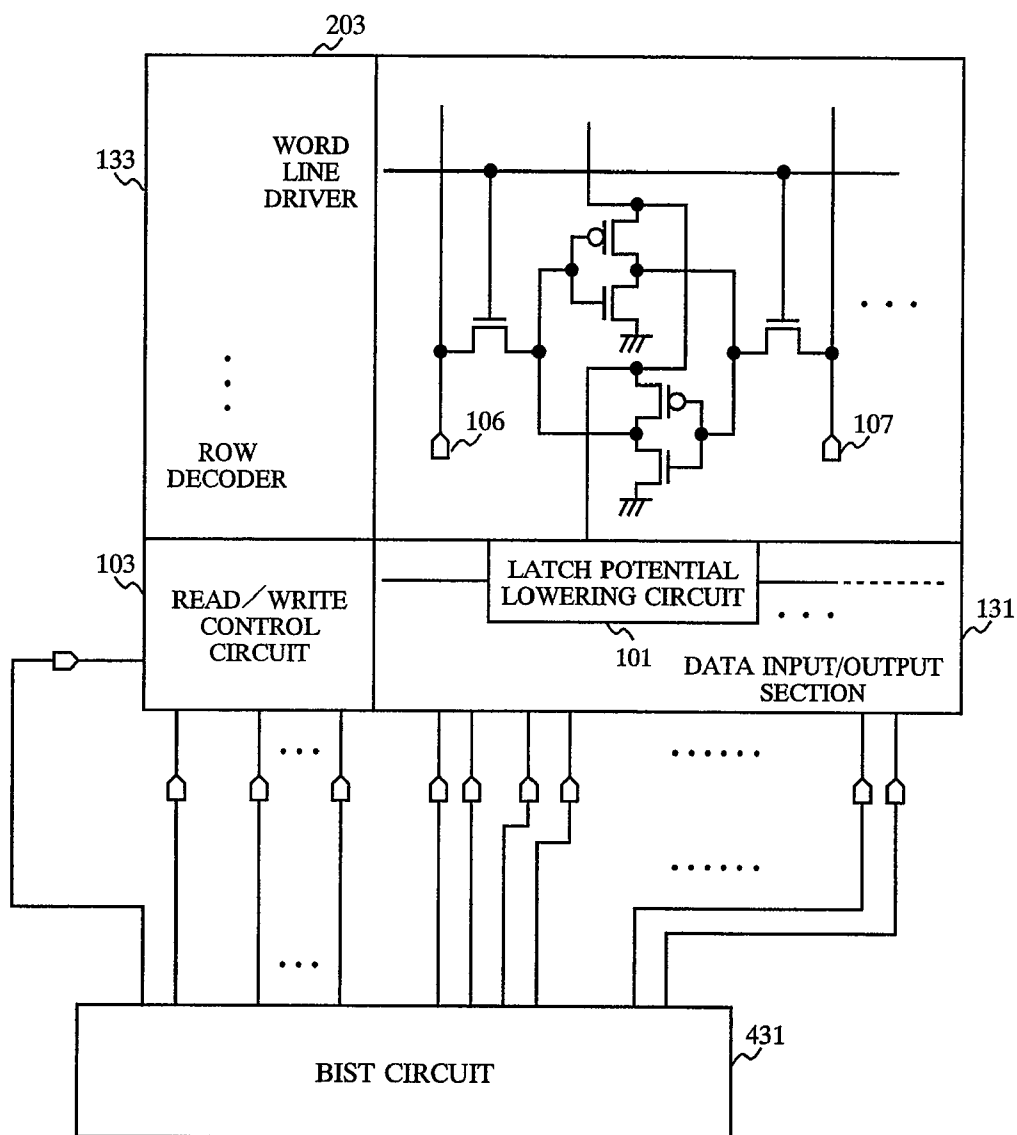 203
133
WORD
LINE
DRIVER
106
107
ROW
DECODER
103
READ/WRITE
CONTROL
CIRCUIT
LATCH POTENTIAL
LOWERING CIRCUIT
101
131
DATA INPUT/OUTPUT
SECTION
431
BIST CIRCUIT